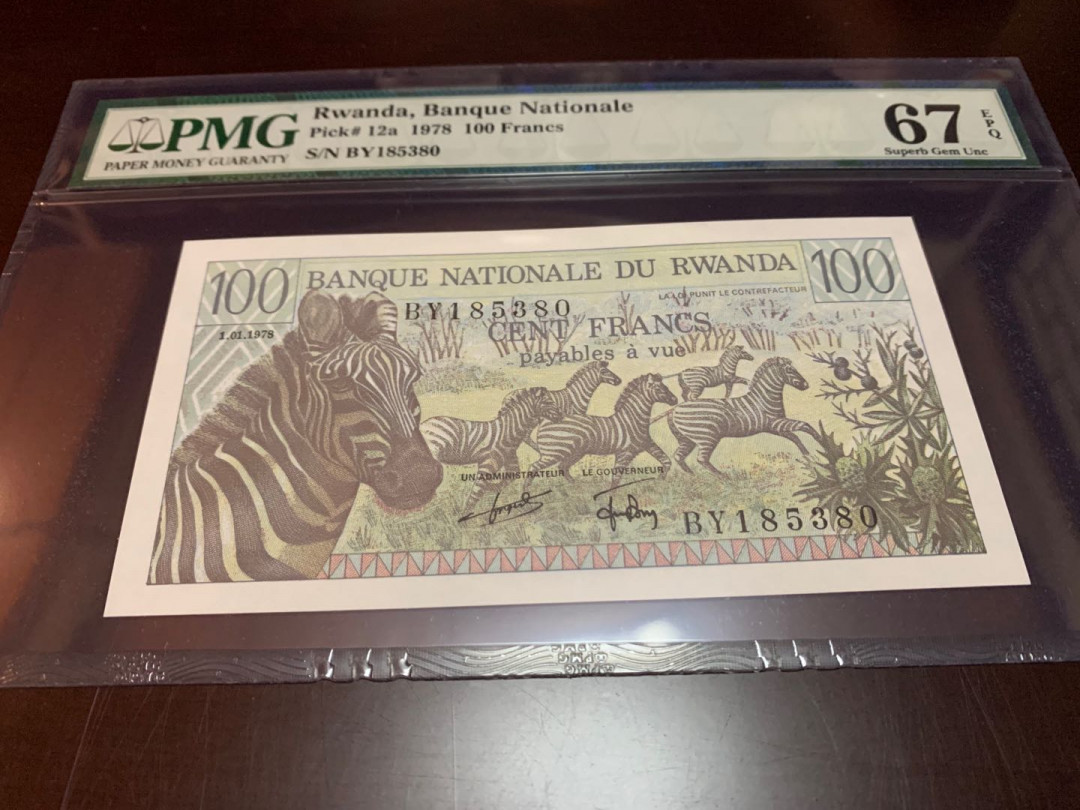 PMG
PAPER MONEY GUARANTY
Rwanda, Banque Nationale
Pick# 12a 1978 100 Francs
S/N BY185380
67
EPQ
Superb Gem Unc
100
BANQUE NATIONALE DU RWANDA
100
LA LOI PUNIT LE CONTREFACTEUR
BY185380
1.01.1978
CENT FRANCS
payables à vue
UN ADMINISTRATEUR
LE GOUVERNEUR
BY185380